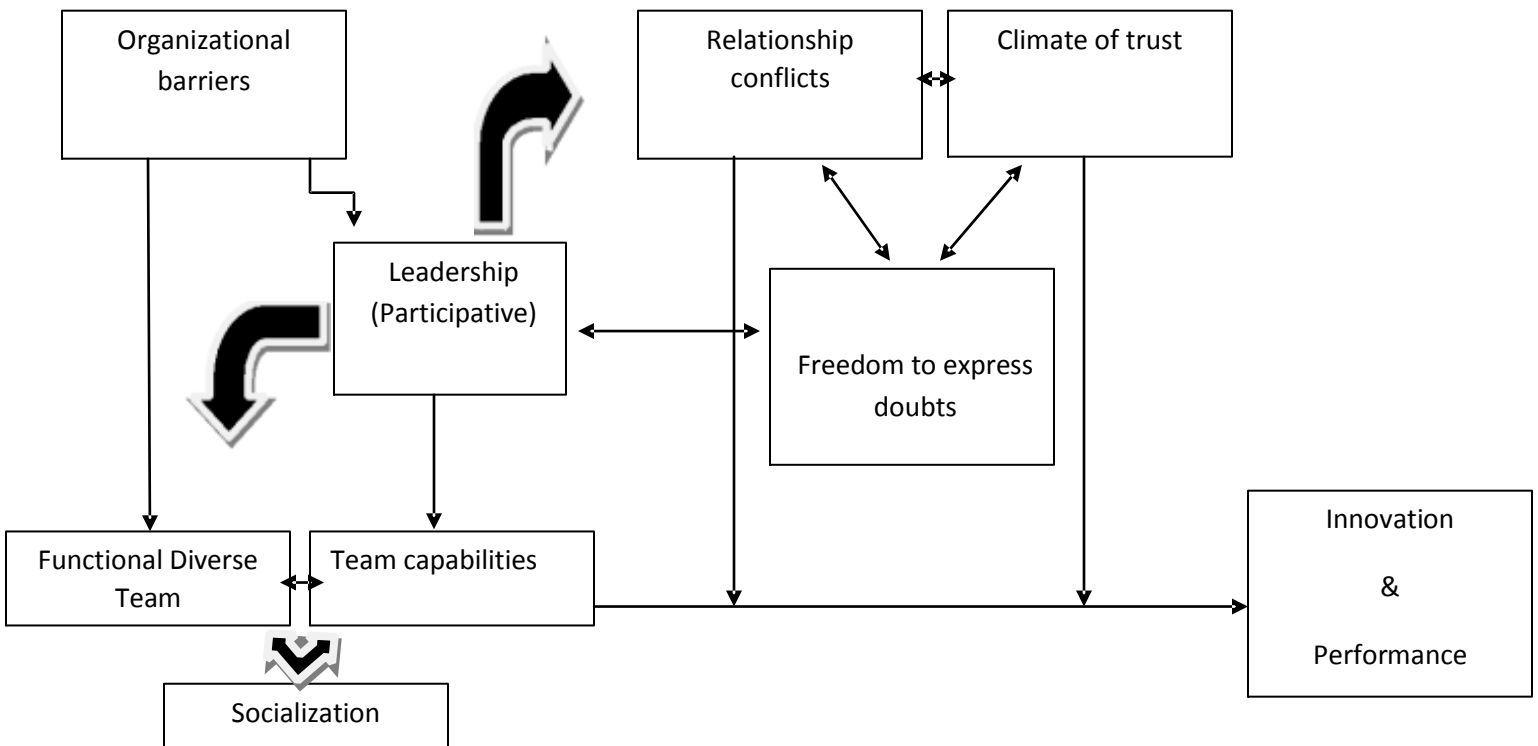 Organizational
barriers
Relationship
conflicts
Climate of trust
Leadership
(Participative)
Freedom to express
doubts
Functional Diverse
Team
Team capabilities
Innovation
&
Performance
Socialization